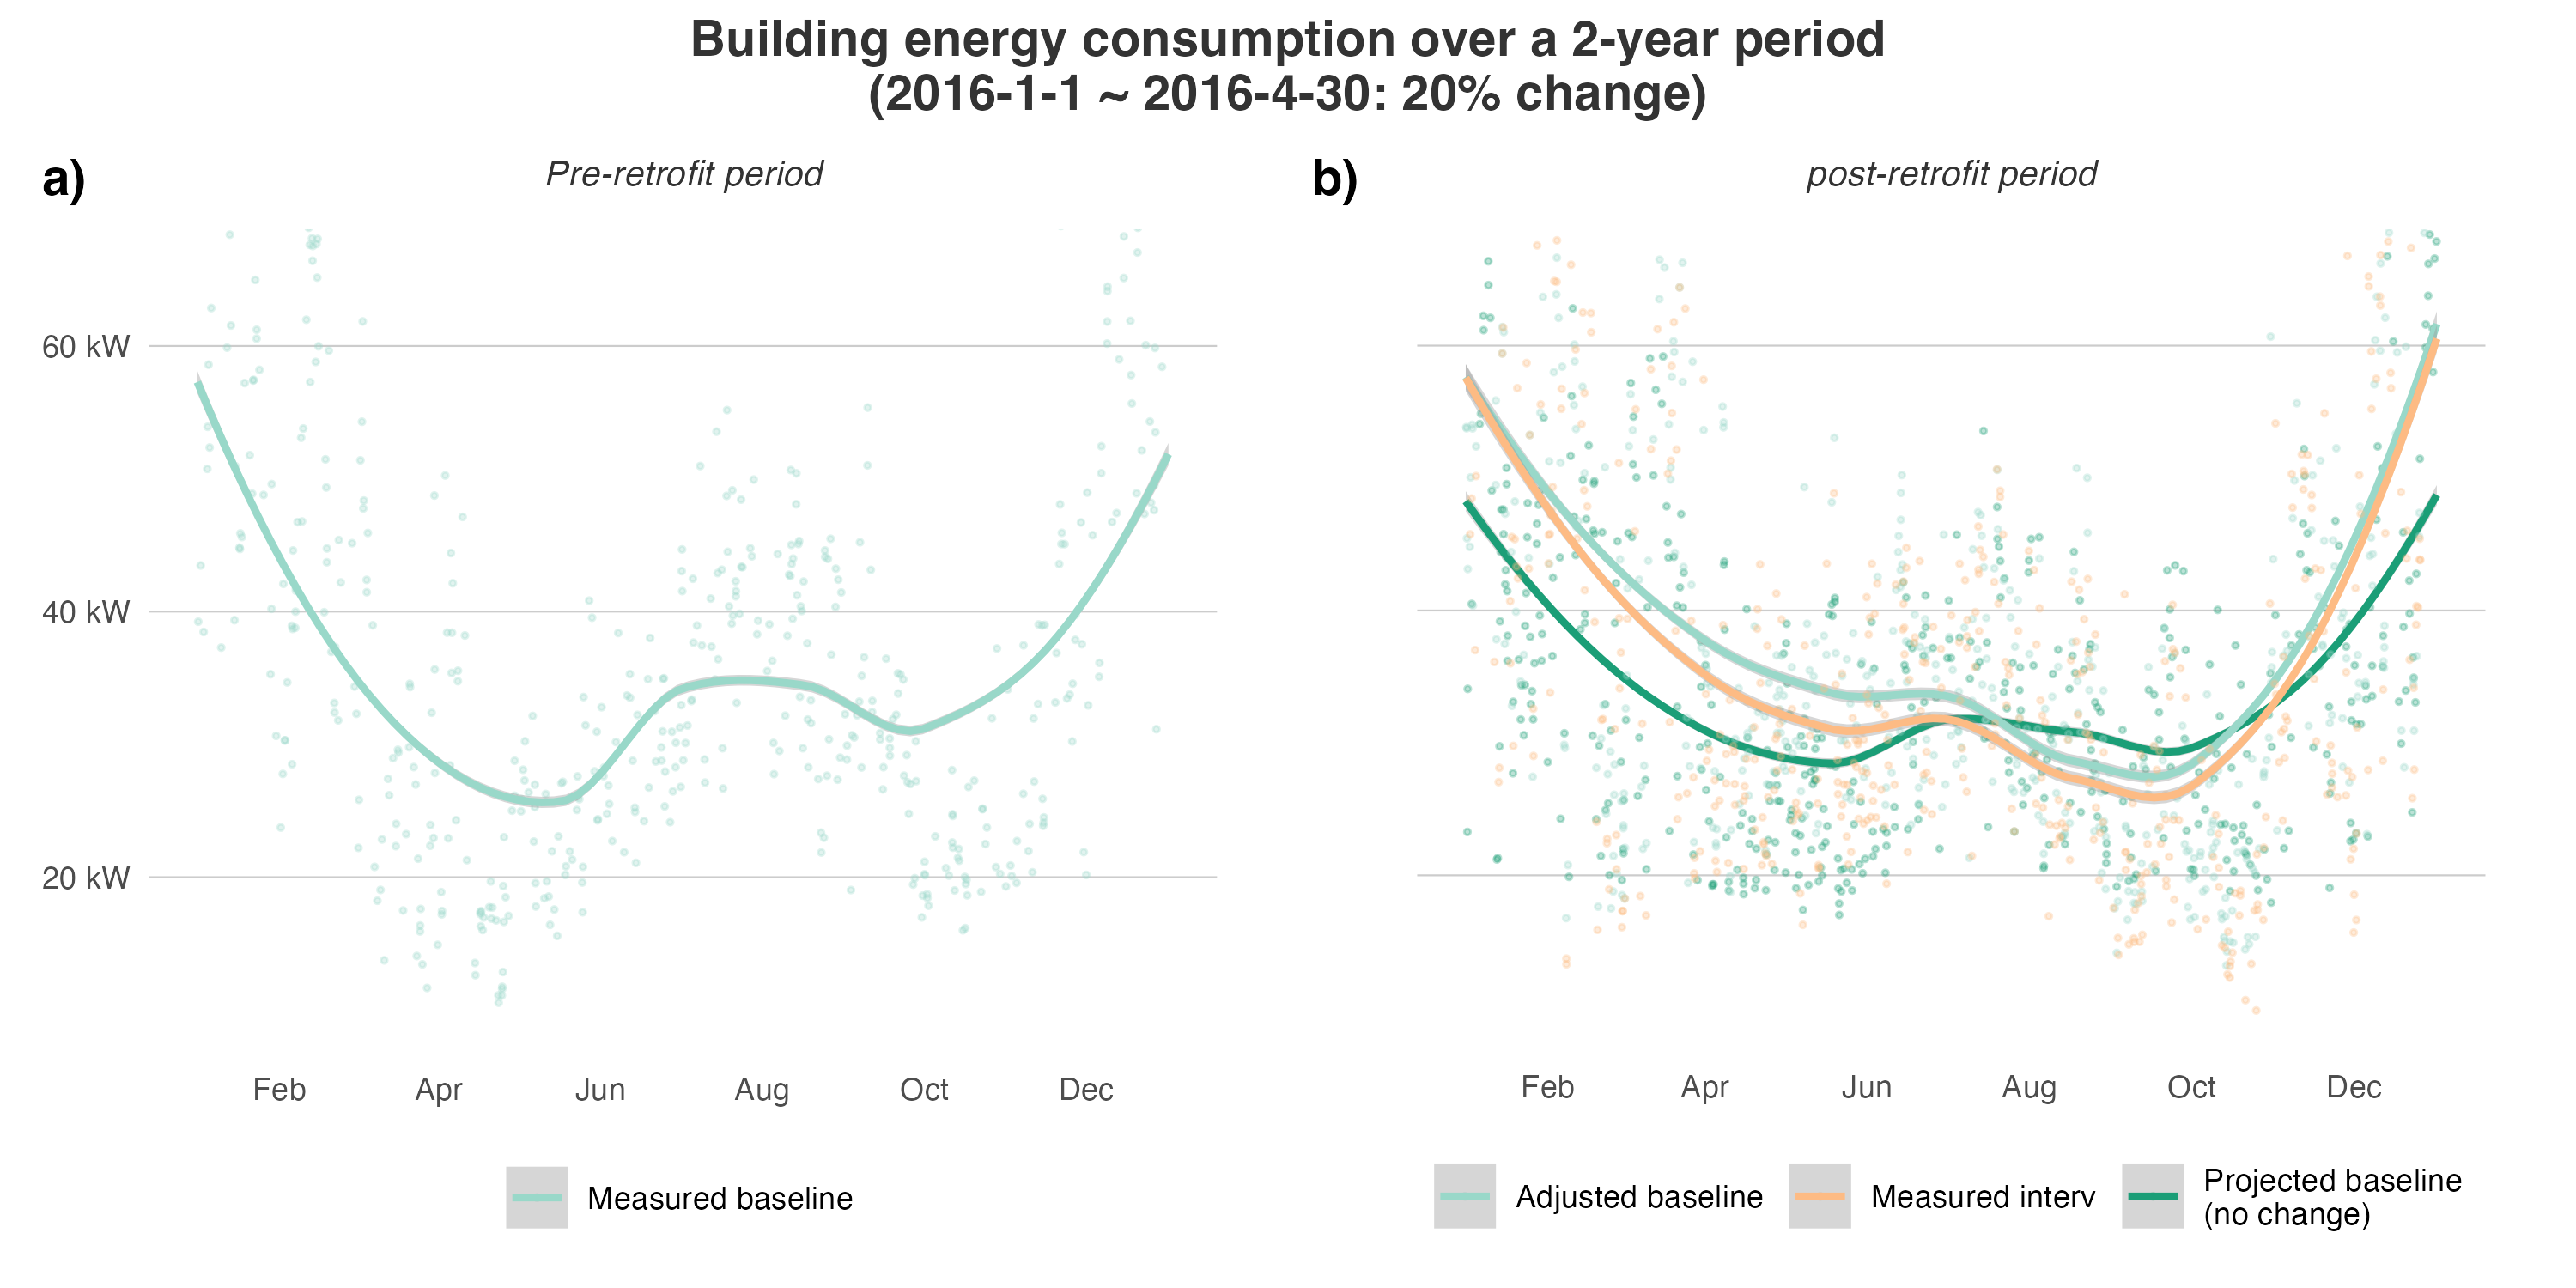 Building energy consumption over a 2-year period
(2016-1-1 ~ 2016-4-30: 20% change)
a)
Pre-retrofit period
60 kW
40 kW
20 kW
Feb Apr Jun Aug Oct Dec
Measured baseline
b)
post-retrofit period
Feb Apr Jun Aug Oct Dec
Adjusted baseline
Measured interv
Projected baseline
(no change)